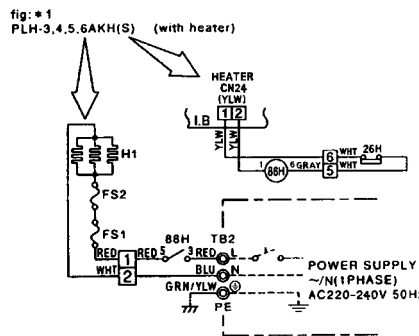 fig:*1
PLH-3,4,5,6AKH(S) (with heater)
HEATER
CN24
(YLW)
1 2
I.B
YLW
YLW
H1
1 88H 6 GRAY
6 WHT 26H
5 WHT
FS2
FS1
RED 1 RED 5 88H 3 RED TB2 L
WHT 2 BLU N
GRN/YLW
PE
POWER SUPPLY
~/N(1PHASE)
AC220-240V 50Hz